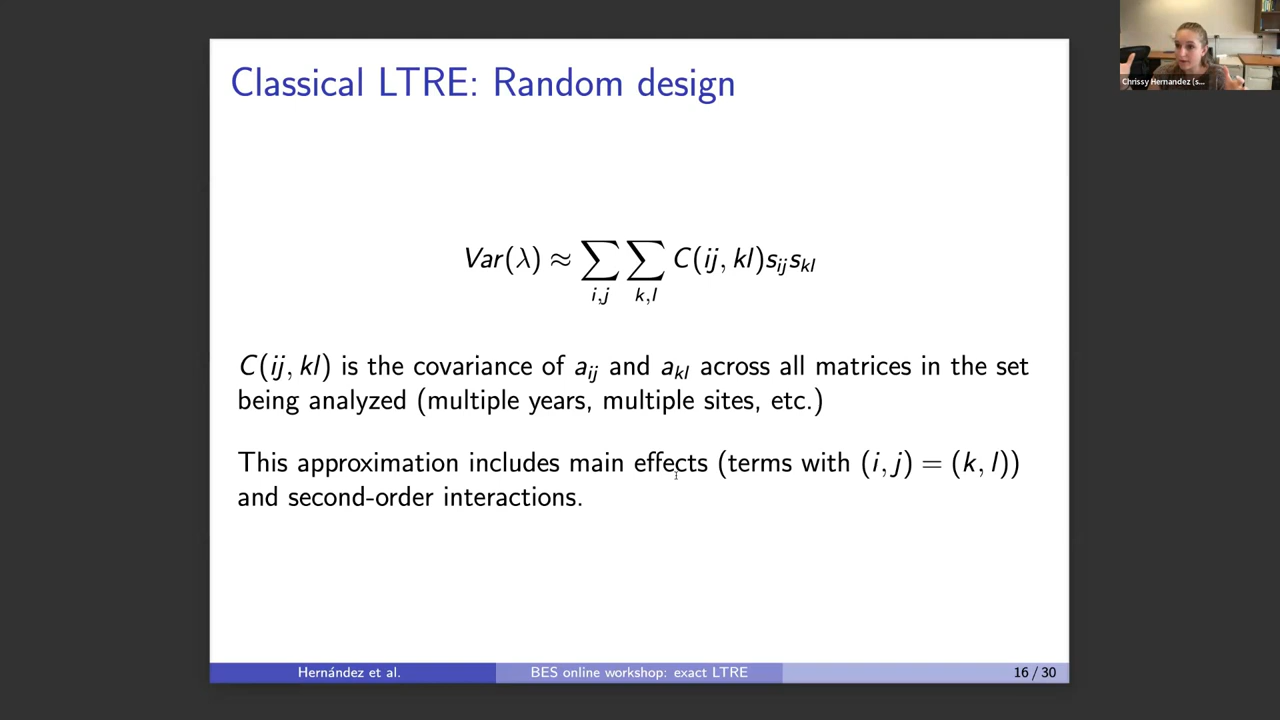 Classical LTRE: Random design
Chrissy Hernandez (s...
Var(λ) ≈ ∑ ∑ C(ij, kl)s_ij s_kl
i,j k,l
C(ij, kl) is the covariance of a_ij and a_kl across all matrices in the set
being analyzed (multiple years, multiple sites, etc.)
This approximation includes main effects (terms with (i, j) = (k, l))
and second-order interactions.
Hernández et al.
BES online workshop: exact LTRE
16 / 30